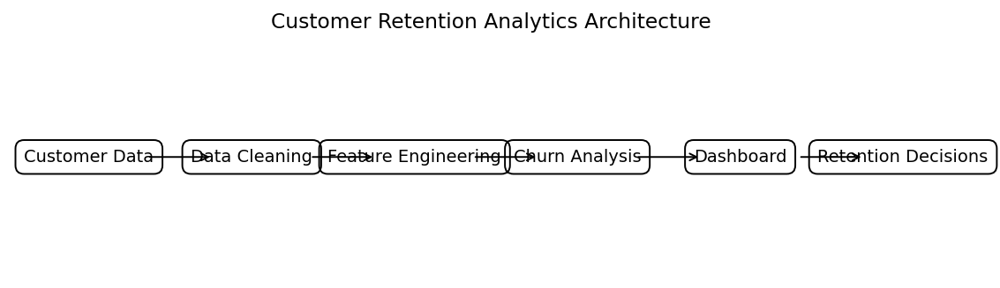 Customer Retention Analytics Architecture
Customer Data
Data Cleaning
Feature Engineering
Churn Analysis
Dashboard
Retention Decisions